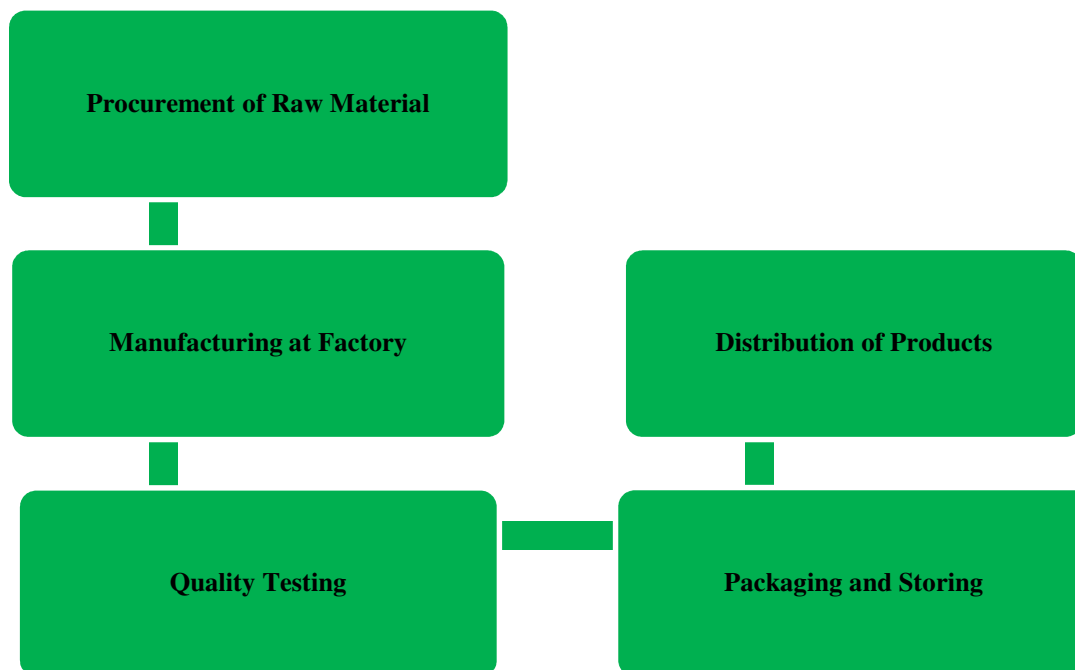 Procurement of Raw Material
Manufacturing at Factory
Quality Testing
Packaging and Storing
Distribution of Products